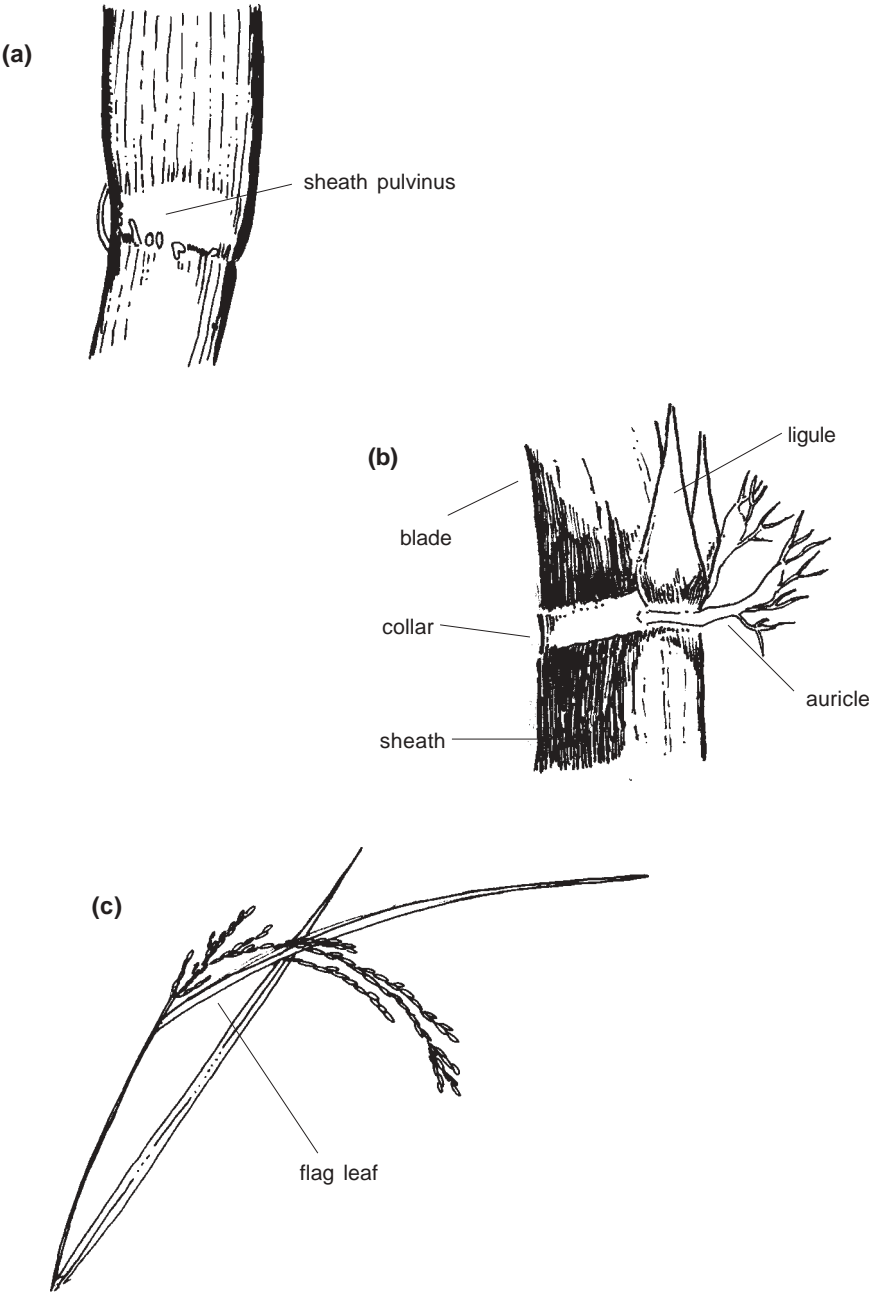 (a)
sheath pulvinus
(b)
ligule
blade
collar
auricle
sheath
(c)
flag leaf